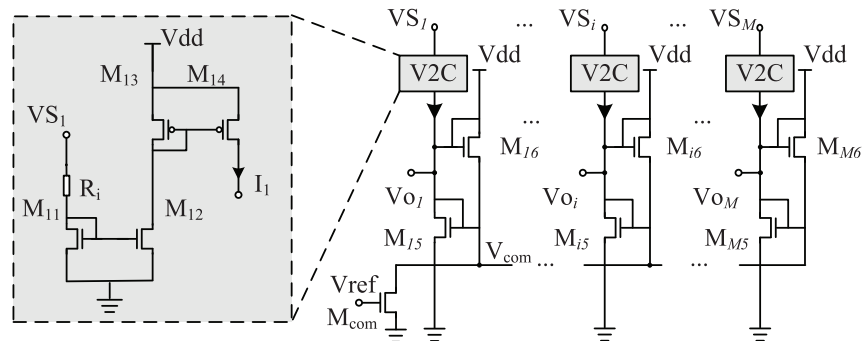 VS1 ... VSi ... VSM
Vdd
M13 M14
V2C Vdd V2C Vdd V2C Vdd
VS1
... ...
M16 Mi6 MM6
Ri
I1
Vo1 Voi VoM
M11 M12
M15 Mi5 MM5
Vcom ... ...
Vref
Mcom